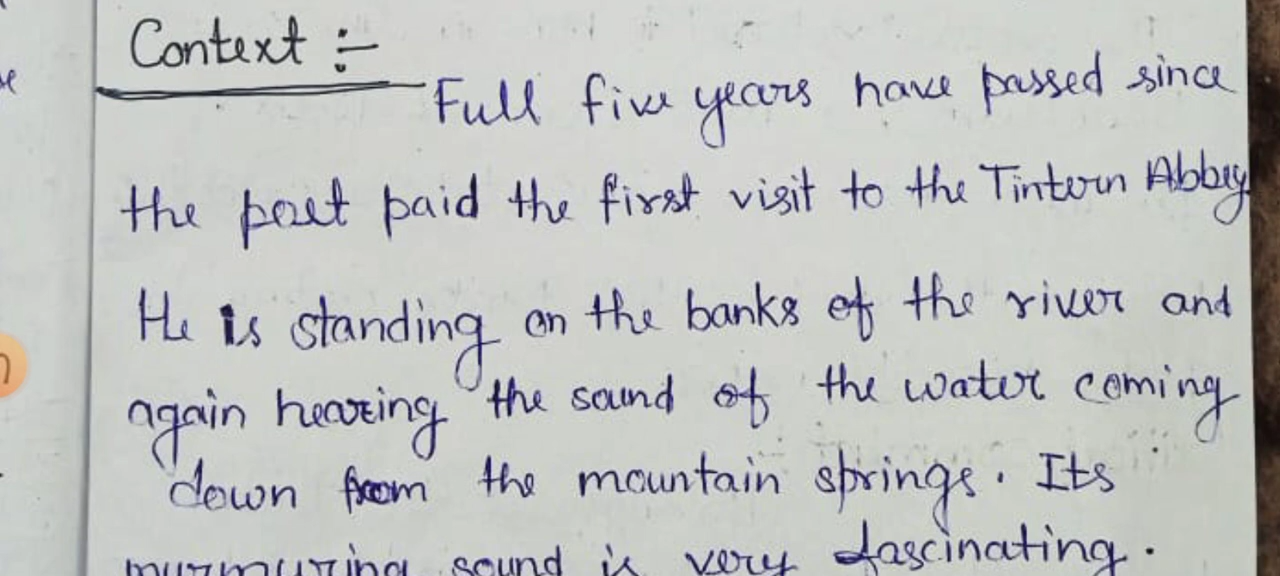 Context :-
Full five years have passed since
the poet paid the first visit to the Tintern Abbey
He is standing on the banks of the river and
again hearing the sound of the water coming
down from the mountain springs. Its
murmuring sound is very fascinating.